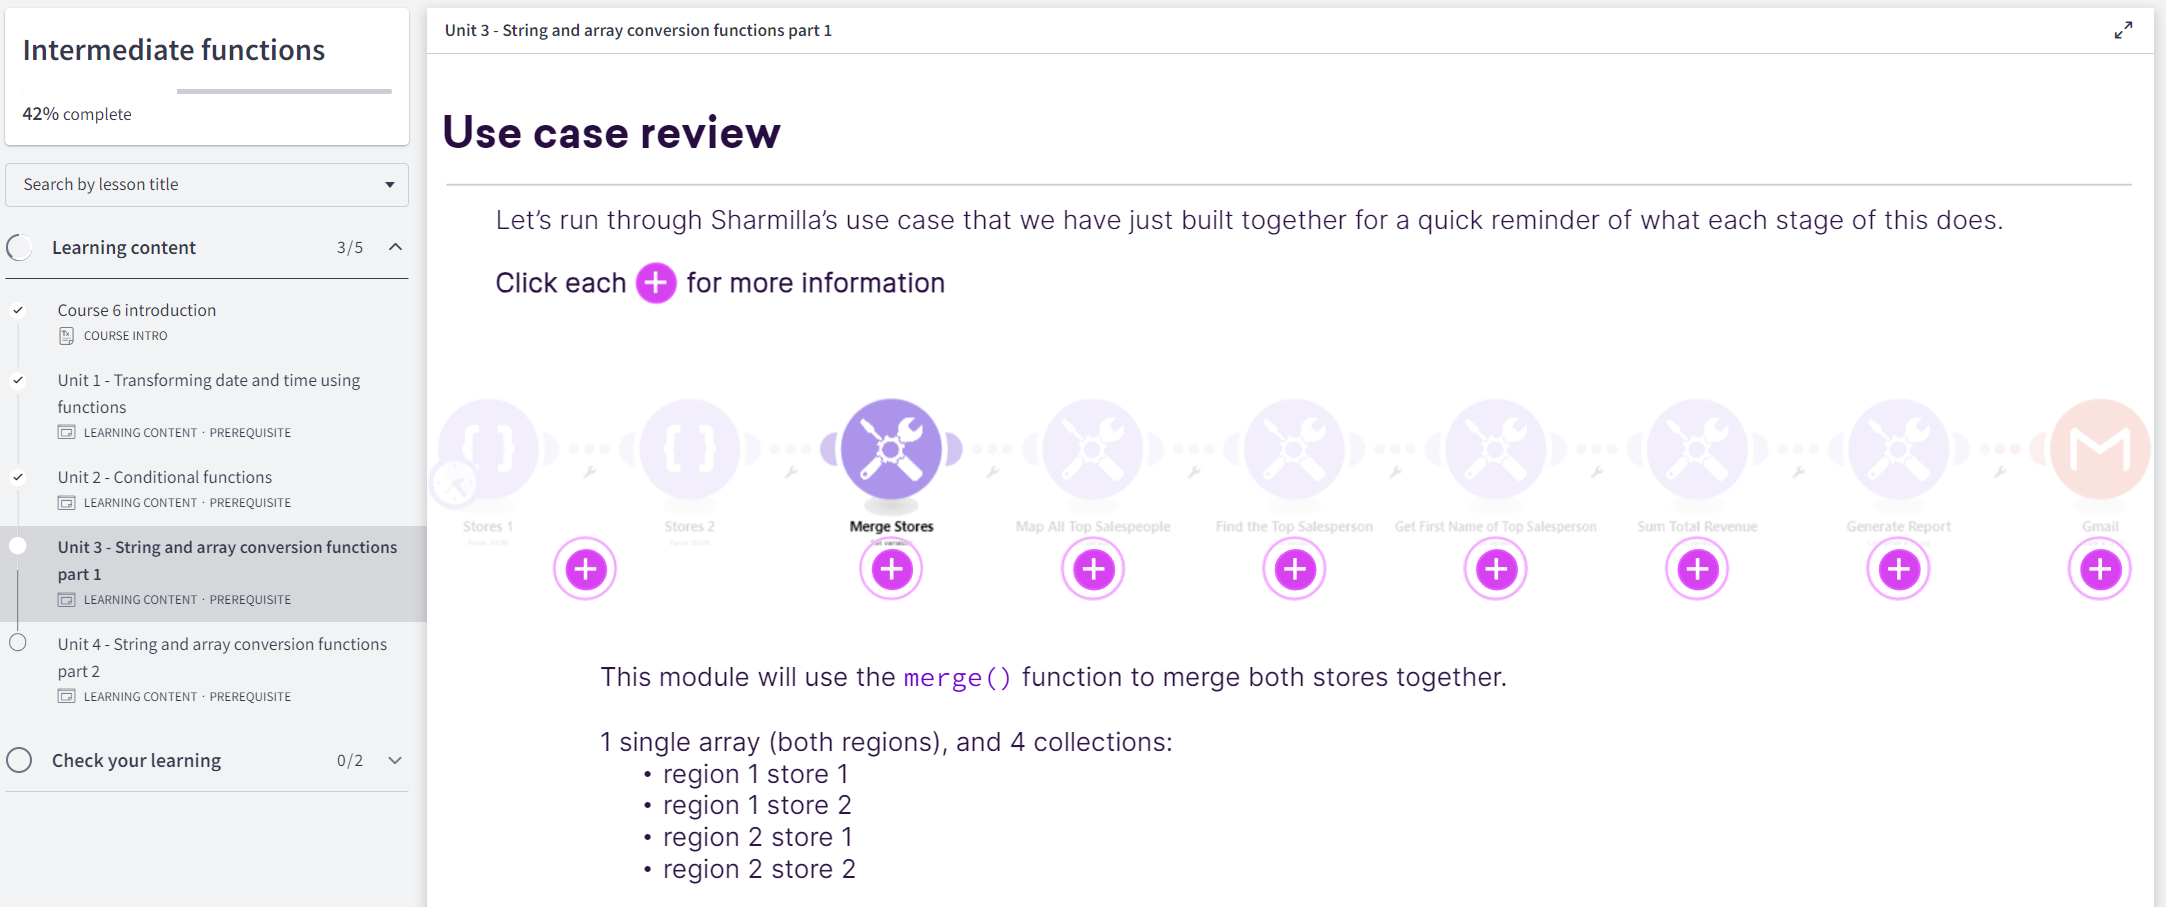 Intermediate functions
42% complete
Search by lesson title
Learning content 3/5
Course 6 introduction
COURSE INTRO
Unit 1 - Transforming date and time using
functions
LEARNING CONTENT · PREREQUISITE
Unit 2 - Conditional functions
LEARNING CONTENT · PREREQUISITE
Unit 3 - String and array conversion functions
part 1
LEARNING CONTENT · PREREQUISITE
Unit 4 - String and array conversion functions
part 2
LEARNING CONTENT · PREREQUISITE
Check your learning 0/2
Unit 3 - String and array conversion functions part 1
Use case review
Let’s run through Sharmilla’s use case that we have just built together for a quick reminder of what each stage of this does.
Click each + for more information
Stores 1 Stores 2 Merge Stores Map All Top Salespeople Find the Top Salesperson Get First Name of Top Salesperson Sum Total Revenue Generate Report Gmail
Parse JSON Parse JSON
This module will use the merge() function to merge both stores together.
1 single array (both regions), and 4 collections:
• region 1 store 1
• region 1 store 2
• region 2 store 1
• region 2 store 2